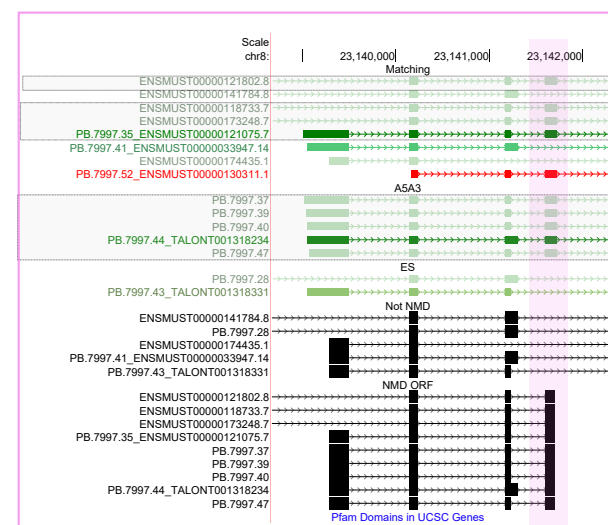 Scale
chr8: 23,140,000 23,141,000 23,142,000
Matching
ENSMUST00000121802.8
ENSMUST00000141784.8
ENSMUST00000118733.7
ENSMUST00000173248.7
PB.7997.35_ENSMUST00000121075.7
PB.7997.41_ENSMUST00000033947.14
ENSMUST00000174435.1
PB.7997.52_ENSMUST00000130311.1
A5A3
PB.7997.37
PB.7997.39
PB.7997.40
PB.7997.44_TALONT001318234
PB.7997.47
ES
PB.7997.28
PB.7997.43_TALONT001318331
Not NMD
ENSMUST00000141784.8
PB.7997.28
ENSMUST00000174435.1
PB.7997.41_ENSMUST00000033947.14
PB.7997.43_TALONT001318331
NMD ORF
ENSMUST00000121802.8
ENSMUST00000118733.7
ENSMUST00000173248.7
PB.7997.35_ENSMUST00000121075.7
PB.7997.37
PB.7997.39
PB.7997.40
PB.7997.44_TALONT001318234
PB.7997.47
Pfam Domains in UCSC Genes